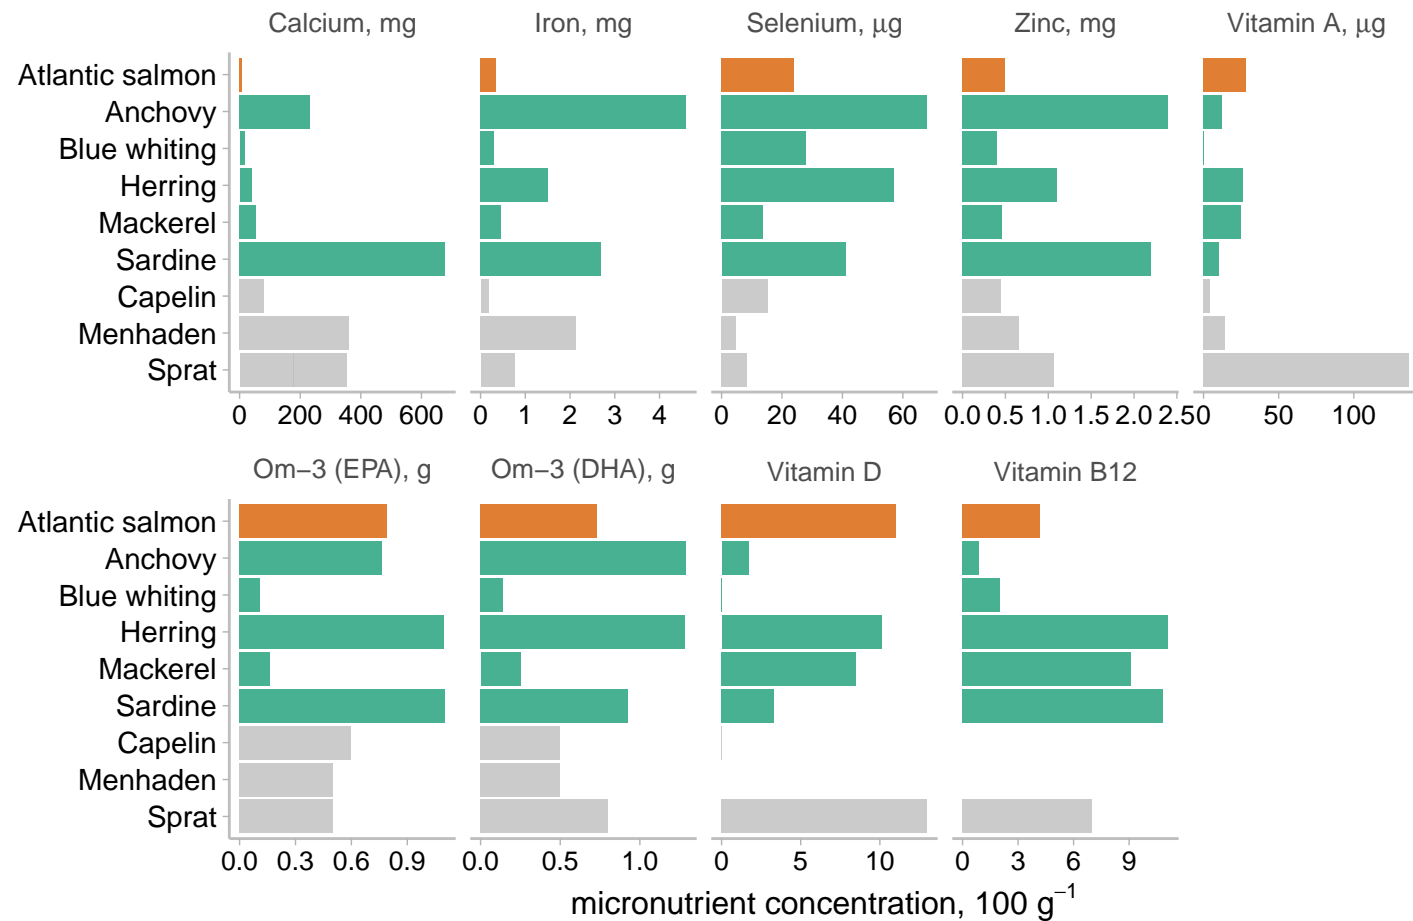 Calcium, mg Iron, mg Selenium, μg Zinc, mg Vitamin A, μg
Atlantic salmon
Anchovy
Blue whiting
Herring
Mackerel
Sardine
Capelin
Menhaden
Sprat
0 200 400 600 0 1 2 3 4 0 20 40 60 0.0 0.5 1.0 1.5 2.0 2.5 0 50 100
Om−3 (EPA), g Om−3 (DHA), g Vitamin D Vitamin B12
Atlantic salmon
Anchovy
Blue whiting
Herring
Mackerel
Sardine
Capelin
Menhaden
Sprat
0.0 0.3 0.6 0.9 0.0 0.5 1.0 0 5 10 0 3 6 9
micronutrient concentration, 100 g⁻¹